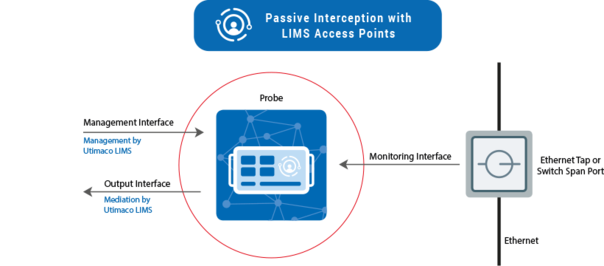 Passive Interception with
LIMS Access Points
Probe
Management Interface
Management by
Utimaco LIMS
Monitoring Interface
Ethernet Tap or
Switch Span Port
Output Interface
Mediation by
Utimaco LIMS
Ethernet